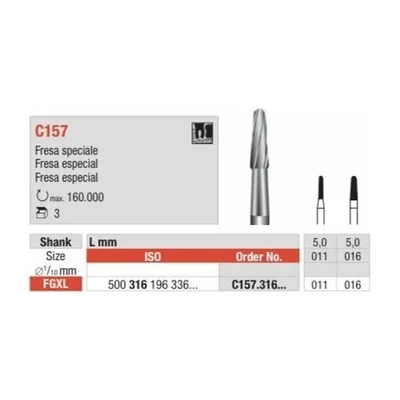 C157
Fresa speciale
Fresa especial
Fresa especial
max. 160.000
3
Shank L mm 5,0 5,0
Size ISO Order No. 011 016
Ø 1/10 mm
FGXL 500 316 196 336... C157.316... 011 016